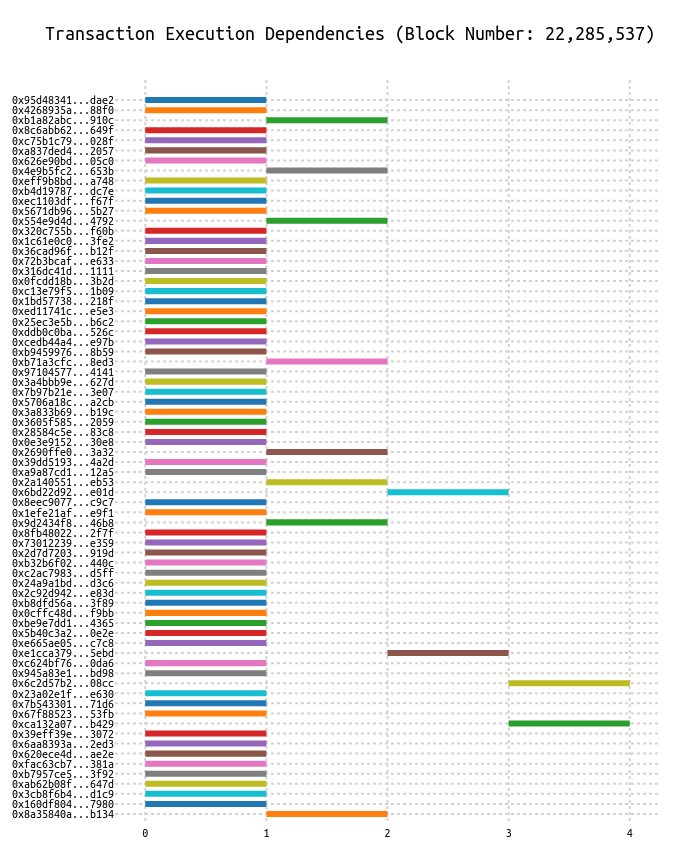 Transaction Execution Dependencies (Block Number: 22,285,537)
0x95d48341...dae2
0x4268935a...88f0
0xb1a82abc...910c
0x8c6abb62...649f
0xc75b1c79...028f
0xa837ded4...2057
0x626e90bd...05c0
0x4e9b5fc2...653b
0xeff9b8bd...a748
0xb4d19787...dc7e
0xec1103df...f67f
0x5671db96...5b27
0x554e9d4d...4792
0x320c755b...f60b
0x1c61e0c0...3fe2
0x36cad96f...b12f
0x72b3bcaf...e633
0x316dc41d...1111
0x0fcdd18b...3b2d
0xc13e79f5...1b09
0x1bd57738...218f
0xed11741c...e5e3
0x25ec3e5b...b6c2
0xddb0c0ba...526c
0xcedb44a4...e97b
0xb9459976...8b59
0xb71a3cfc...8ed3
0x97104577...4141
0x3a4bbb9e...627d
0x7b97b21e...3e07
0x5706a18c...a2cb
0x3a833b69...b19c
0x3605f585...2059
0x28584c5e...83c8
0x0e3e9152...30e8
0x2690ffe0...3a32
0x39dd5193...4a2d
0xa9a87cd1...12a5
0x2a140551...eb53
0x6bd22d92...e01d
0x8eec9077...c9c7
0x1efe21af...e9f1
0x9d2434f8...46b8
0x8fb48022...2f7f
0x73012239...e359
0x2d7d7203...919d
0xb32b6f02...440c
0xc2ac7983...d5ff
0x24a9a1bd...d3c6
0x2c92d942...e83d
0xb8dfd56a...3f89
0x0cffc48d...f9bb
0xbe9e7dd1...4365
0x5b40c3a2...0e2e
0xe665ae05...c7c8
0xe1cca379...5ebd
0xc624bf76...0da6
0x945a83e1...bd98
0x6c2d57b2...08cc
0x23a02e1f...e630
0x7b543301...71d6
0x67f88523...53fb
0xca132a07...b429
0x39eff39e...3072
0x6aa8393a...2ed3
0x620ece4d...ae2e
0xfac63cb7...381a
0xb7957ce5...3f92
0xab62b08f...647d
0x3cb8f6b4...d1c9
0x160df804...7980
0x8a35840a...b134
0 1 2 3 4